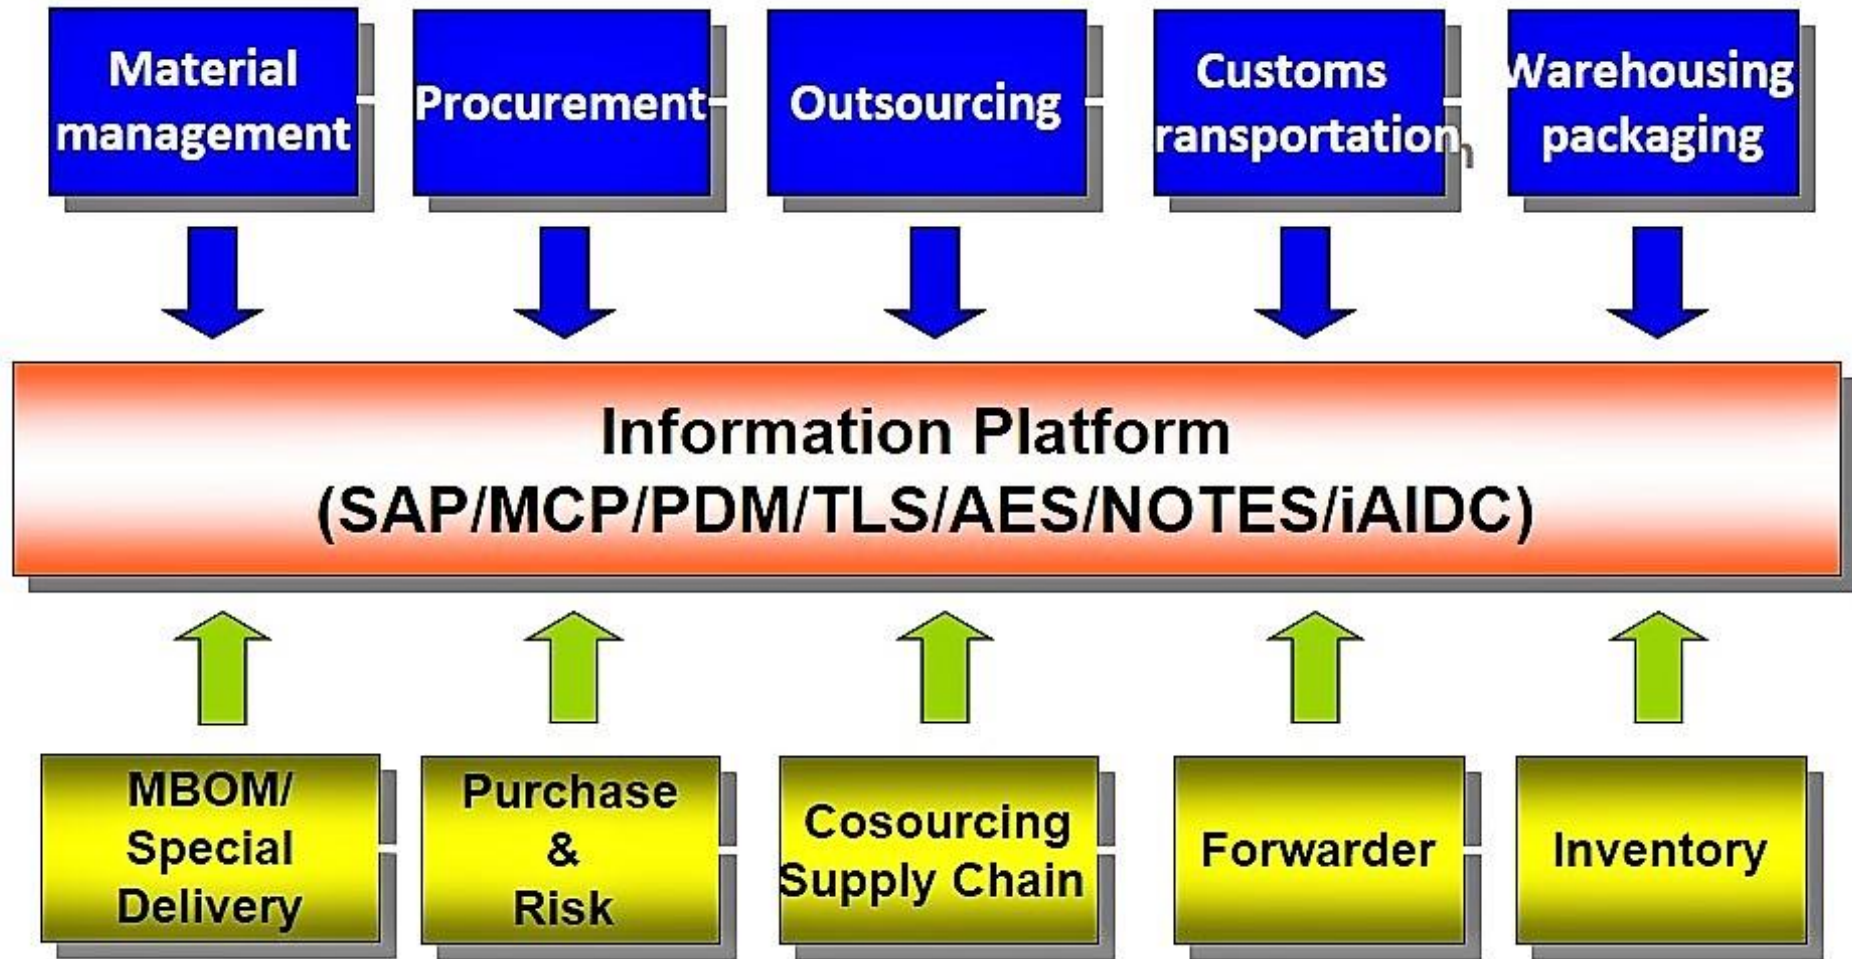 Material
management
Procurement
Outsourcing
Customs
ransportation
Warehousing
packaging
Information Platform
(SAP/MCP/PDM/TLS/AES/NOTES/iAIDC)
MBOM/
Special
Delivery
Purchase
&
Risk
Cosourcing
Supply Chain
Forwarder
Inventory